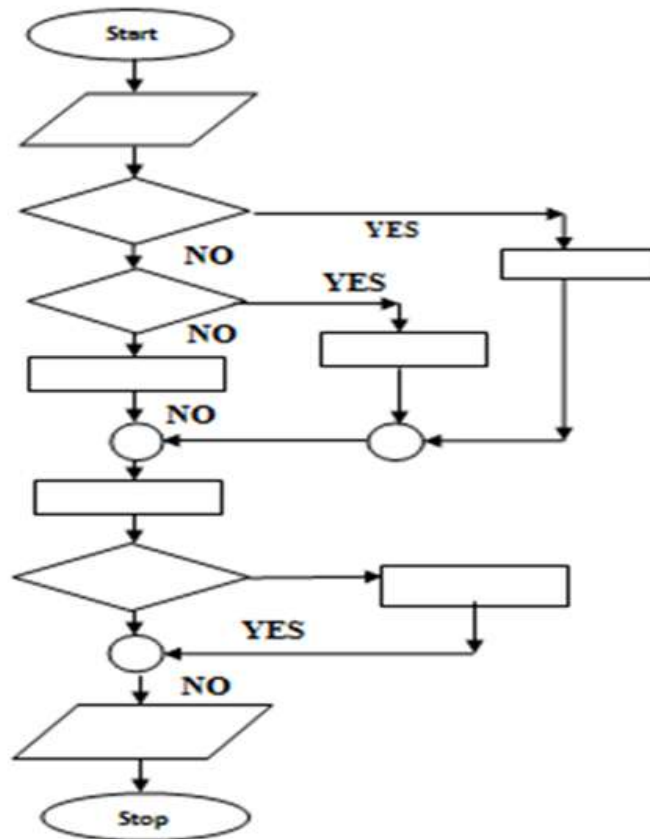 Start
YES
NO
YES
NO
NO
YES
NO
Stop